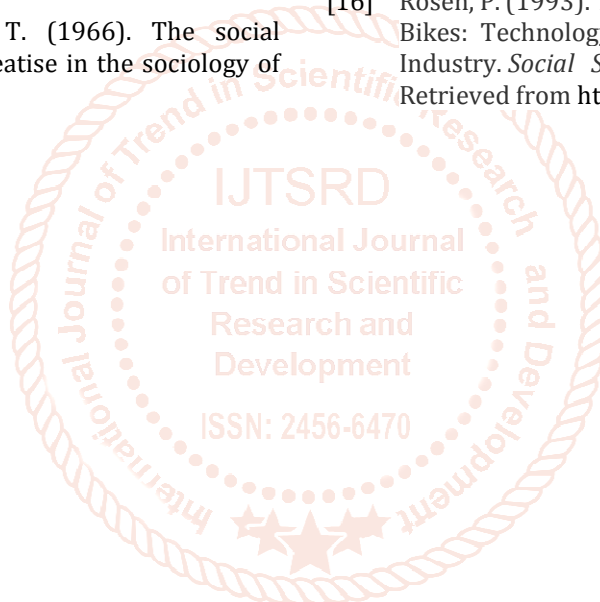 T. (1966). The social
eatise in the sociology of
[16] Rosen, P. (1993).
Bikes: Technology
Industry. Social S
Retrieved from ht
International Journal of Trend in Scientific Research and Development
IJTSRD
International Journal
of Trend in Scientific
Research and
Development
ISSN: 2456-6470